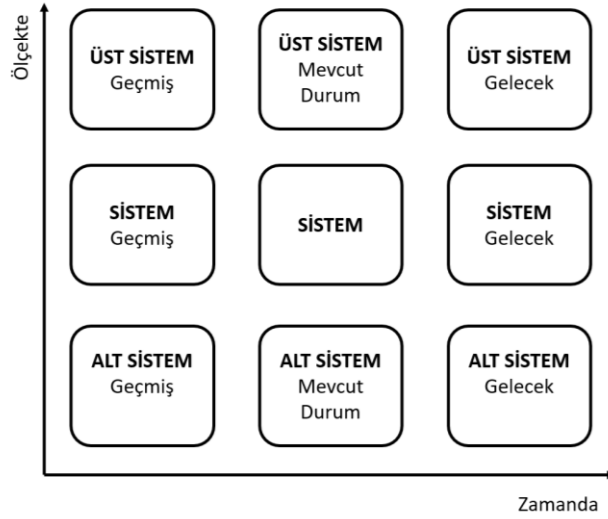 Ölçekte
ÜST SİSTEM
Geçmiş
ÜST SİSTEM
Mevcut
Durum
ÜST SİSTEM
Gelecek
SİSTEM
Geçmiş
SİSTEM
SİSTEM
Gelecek
ALT SİSTEM
Geçmiş
ALT SİSTEM
Mevcut
Durum
ALT SİSTEM
Gelecek
Zamanda